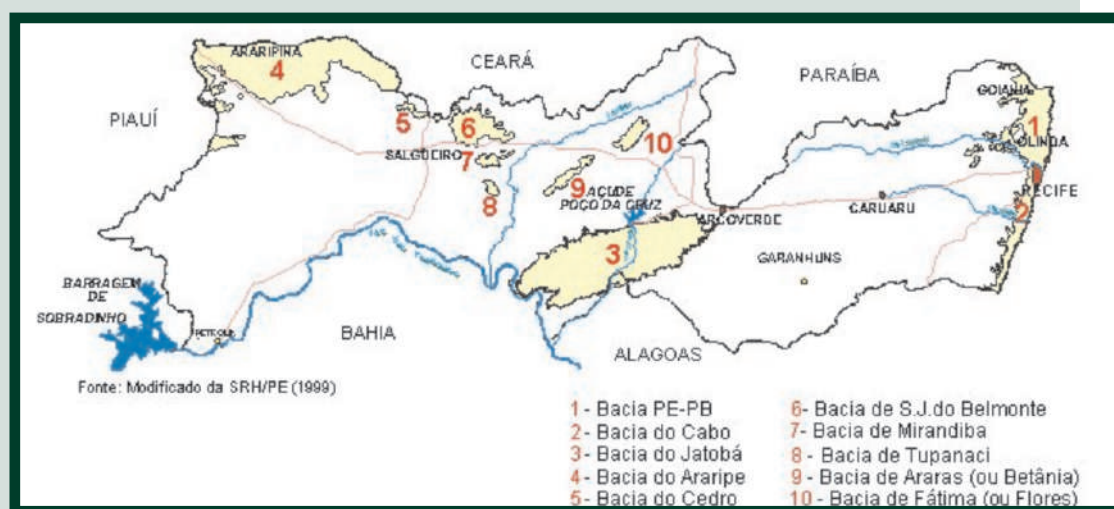 CEARÁ
PARAÍBA
PIAUÍ
ARARIPINA
4
5
6
SALGUEIRO
7
8
9
10
AÇUDE
POÇO DA CRUZ
ARCOVERDE
3
GOIANIA
1
OLINDA
RECIFE
2
CARUARU
GARANHUNS
BARRAGEM
DE
SOBRADINHO
BAHIA
ALAGOAS
Fonte: Modificado da SRH/PE (1999)
1 - Bacia PE-PB
2 - Bacia do Cabo
3 - Bacia do Jatobá
4 - Bacia do Araripe
5 - Bacia do Cedro
6- Bacia de S.J.do Belmonte
7- Bacia de Mirandiba
8 - Bacia de Tupanaci
9 - Bacia de Araras (ou Betânia)
10 - Bacia de Fátima (ou Flores)